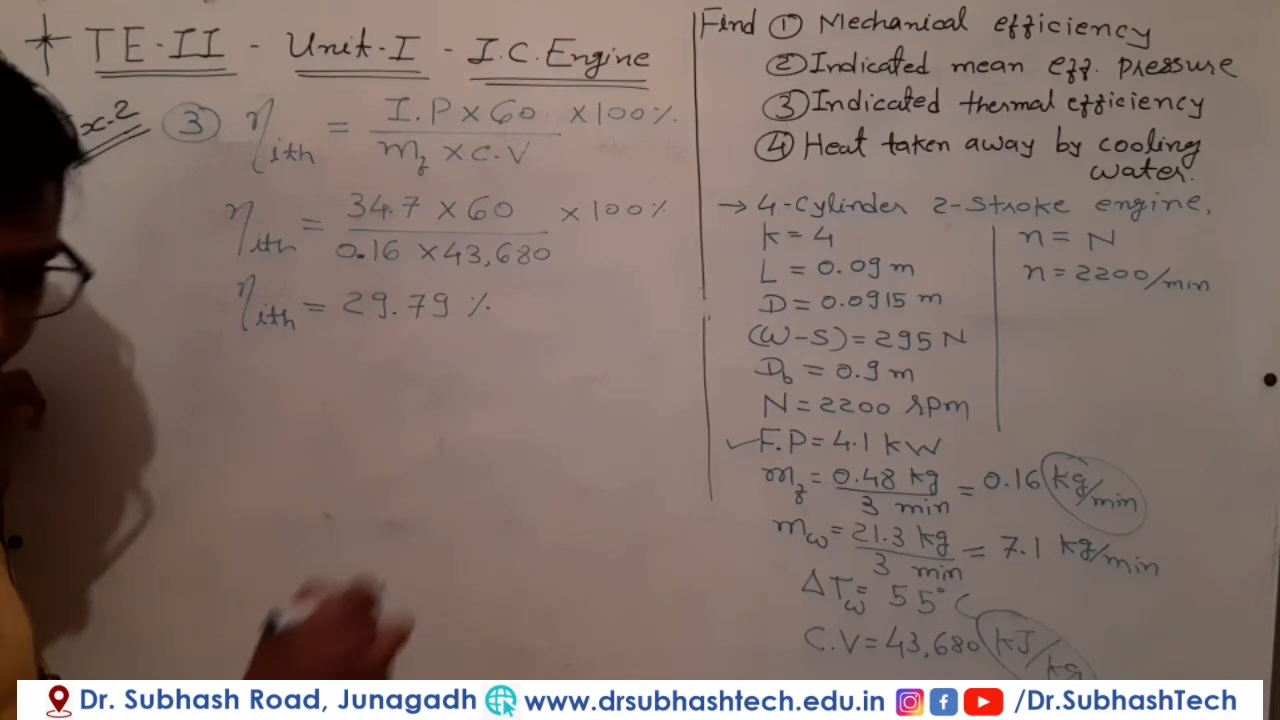 * TE-II - Unit-I - I.C. Engine
Ex-2
③ ηith = I.P × 60 / mf × C.V × 100 %
ηith = 34.7 × 60 / 0.16 × 43,680 × 100 %
ηith = 29.79 %
Find ① Mechanical efficiency
② Indicated mean eff. pressure
③ Indicated thermal efficiency
④ Heat taken away by cooling
water.
→ 4-Cylinder 2-Stroke engine.
K = 4
L = 0.09 m
D = 0.0915 m
(W-S) = 295 N
Db = 0.9 m
N = 2200 rpm
n = N
n = 2200/min
✓ F.P = 4.1 kW
mf = 0.48 kg / 3 min = 0.16 kg/min
mw = 21.3 kg / 3 min = 7.1 kg/min
ΔTw = 55°C
C.V = 43,680 kJ/kg
Dr. Subhash Road, Junagadh www.drsubhashtech.edu.in /Dr.SubhashTech